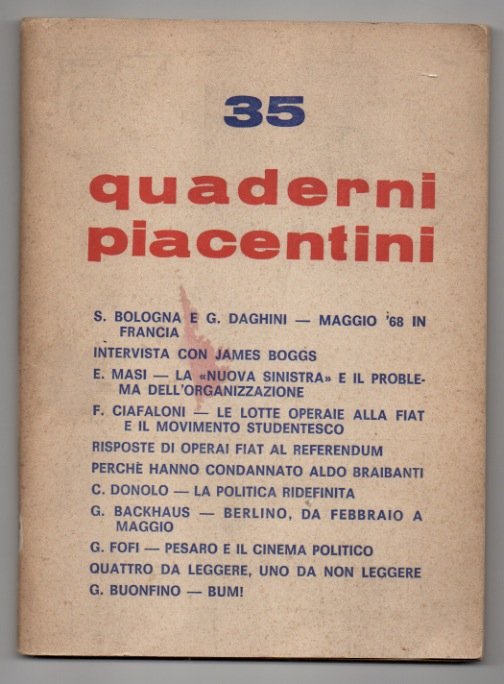 35
quaderni
piacentini
S. BOLOGNA E G. DAGHINI — MAGGIO '68 IN
FRANCIA
INTERVISTA CON JAMES BOGGS
E. MASI — LA «NUOVA SINISTRA» E IL PROBLE-
MA DELL'ORGANIZZAZIONE
F. CIAFALONI — LE LOTTE OPERAIE ALLA FIAT
E IL MOVIMENTO STUDENTESCO
RISPOSTE DI OPERAI FIAT AL REFERENDUM
PERCHÈ HANNO CONDANNATO ALDO BRAIBANTI
C. DONOLO — LA POLITICA RIDEFINITA
G. BACKHAUS — BERLINO, DA FEBBRAIO A
MAGGIO
G. FOFI — PESARO E IL CINEMA POLITICO
QUATTRO DA LEGGERE, UNO DA NON LEGGERE
G. BUONFINO — BUM!